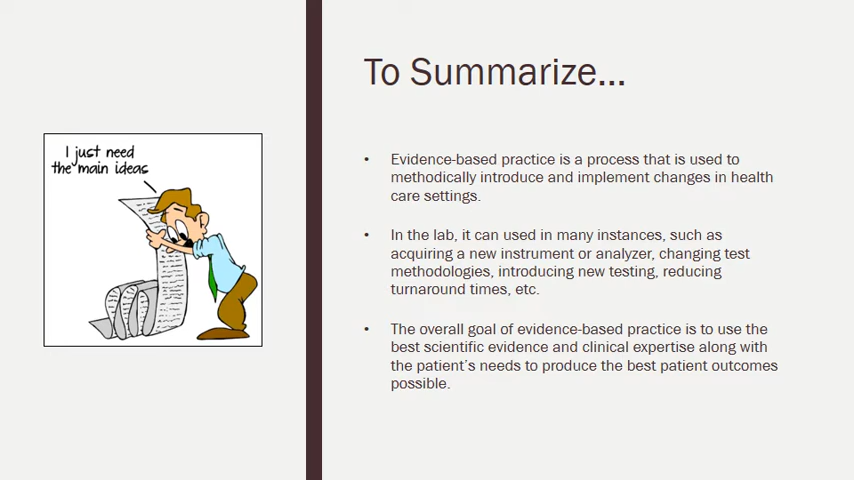 To Summarize...
I just need
the main ideas
• Evidence-based practice is a process that is used to
methodically introduce and implement changes in health
care settings.
• In the lab, it can used in many instances, such as
acquiring a new instrument or analyzer, changing test
methodologies, introducing new testing, reducing
turnaround times, etc.
• The overall goal of evidence-based practice is to use the
best scientific evidence and clinical expertise along with
the patient's needs to produce the best patient outcomes
possible.